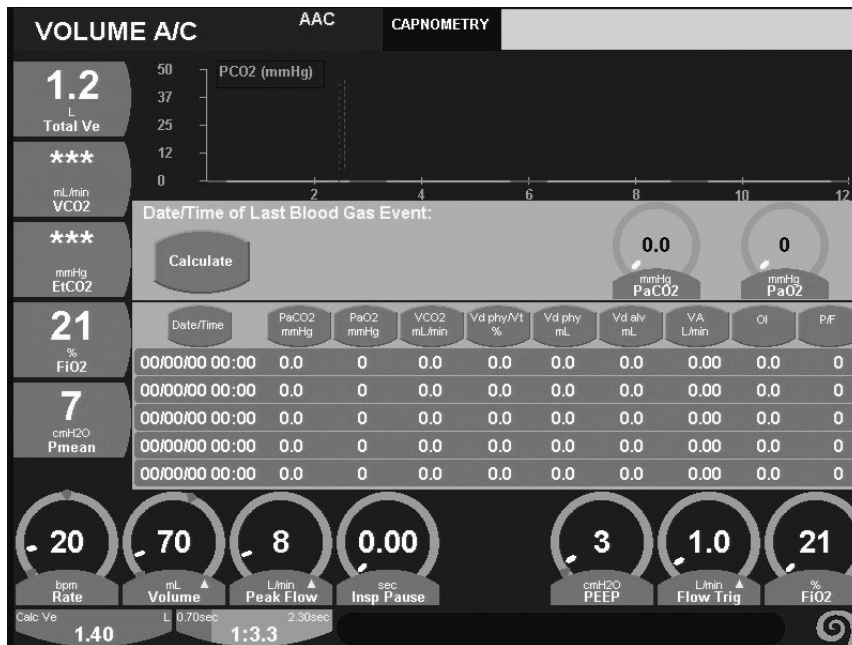 VOLUME A/C AAC CAPNOMETRY
1.2
L
Total Ve
***
mL/min
VCO2
***
mmHg
EtCO2
21
%
FiO2
7
cmH2O
Pmean
PCO2 (mmHg)
50
37
25
12
0
2 4 6 8 10 12
Date/Time of Last Blood Gas Event:
Calculate
0.0
mmHg
PaCO2
0
mmHg
PaO2
Date/Time PaCO2 mmHg PaO2 mmHg VCO2 mL/min Vd phy/Vt % Vd phy mL Vd alv mL VA L/min OI P/F
00/00/00 00:00 0.0 0 0.0 0.0 0.0 0.0 0.00 0.0 0
00/00/00 00:00 0.0 0 0.0 0.0 0.0 0.0 0.00 0.0 0
00/00/00 00:00 0.0 0 0.0 0.0 0.0 0.0 0.00 0.0 0
00/00/00 00:00 0.0 0 0.0 0.0 0.0 0.0 0.00 0.0 0
00/00/00 00:00 0.0 0 0.0 0.0 0.0 0.0 0.00 0.0 0
20
bpm
Rate
70
mL
Volume
8
L/min
Peak Flow
0.00
sec
Insp Pause
3
cmH2O
PEEP
1.0
L/min
Flow Trig
21
%
FiO2
Calc Ve L
1.40
0.70sec 2.30sec
1:3.3